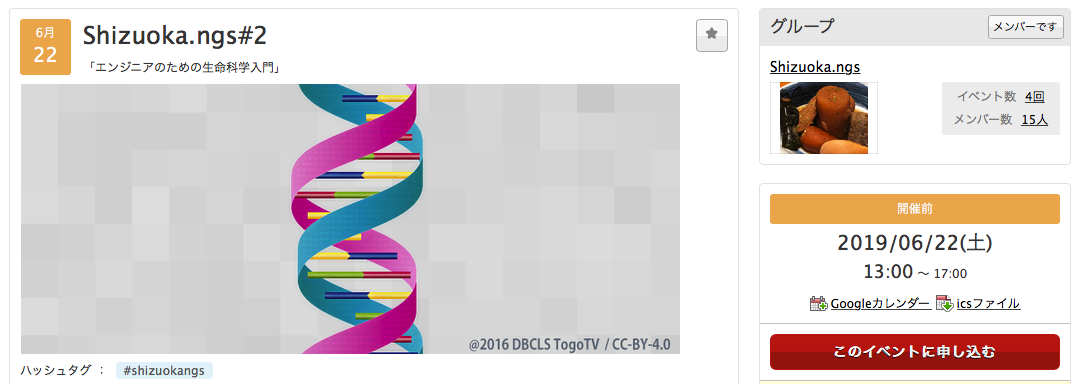 6月
22
Shizuoka.ngs#2
「エンジニアのための生命科学入門」
@2016 DBCLS TogoTV / CC-BY-4.0
ハッシュタグ ： #shizuokangs
グループ
メンバーです
Shizuoka.ngs
イベント数 4回
メンバー数 15人
開催前
2019/06/22(土)
13:00 〜 17:00
Googleカレンダー icsファイル
このイベントに申し込む